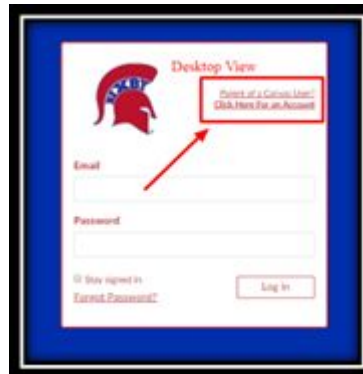 Desktop View
Parent of a Canvas User?
Click Here For an Account
Email
Password
Stay signed in
Forgot Password?
Log in